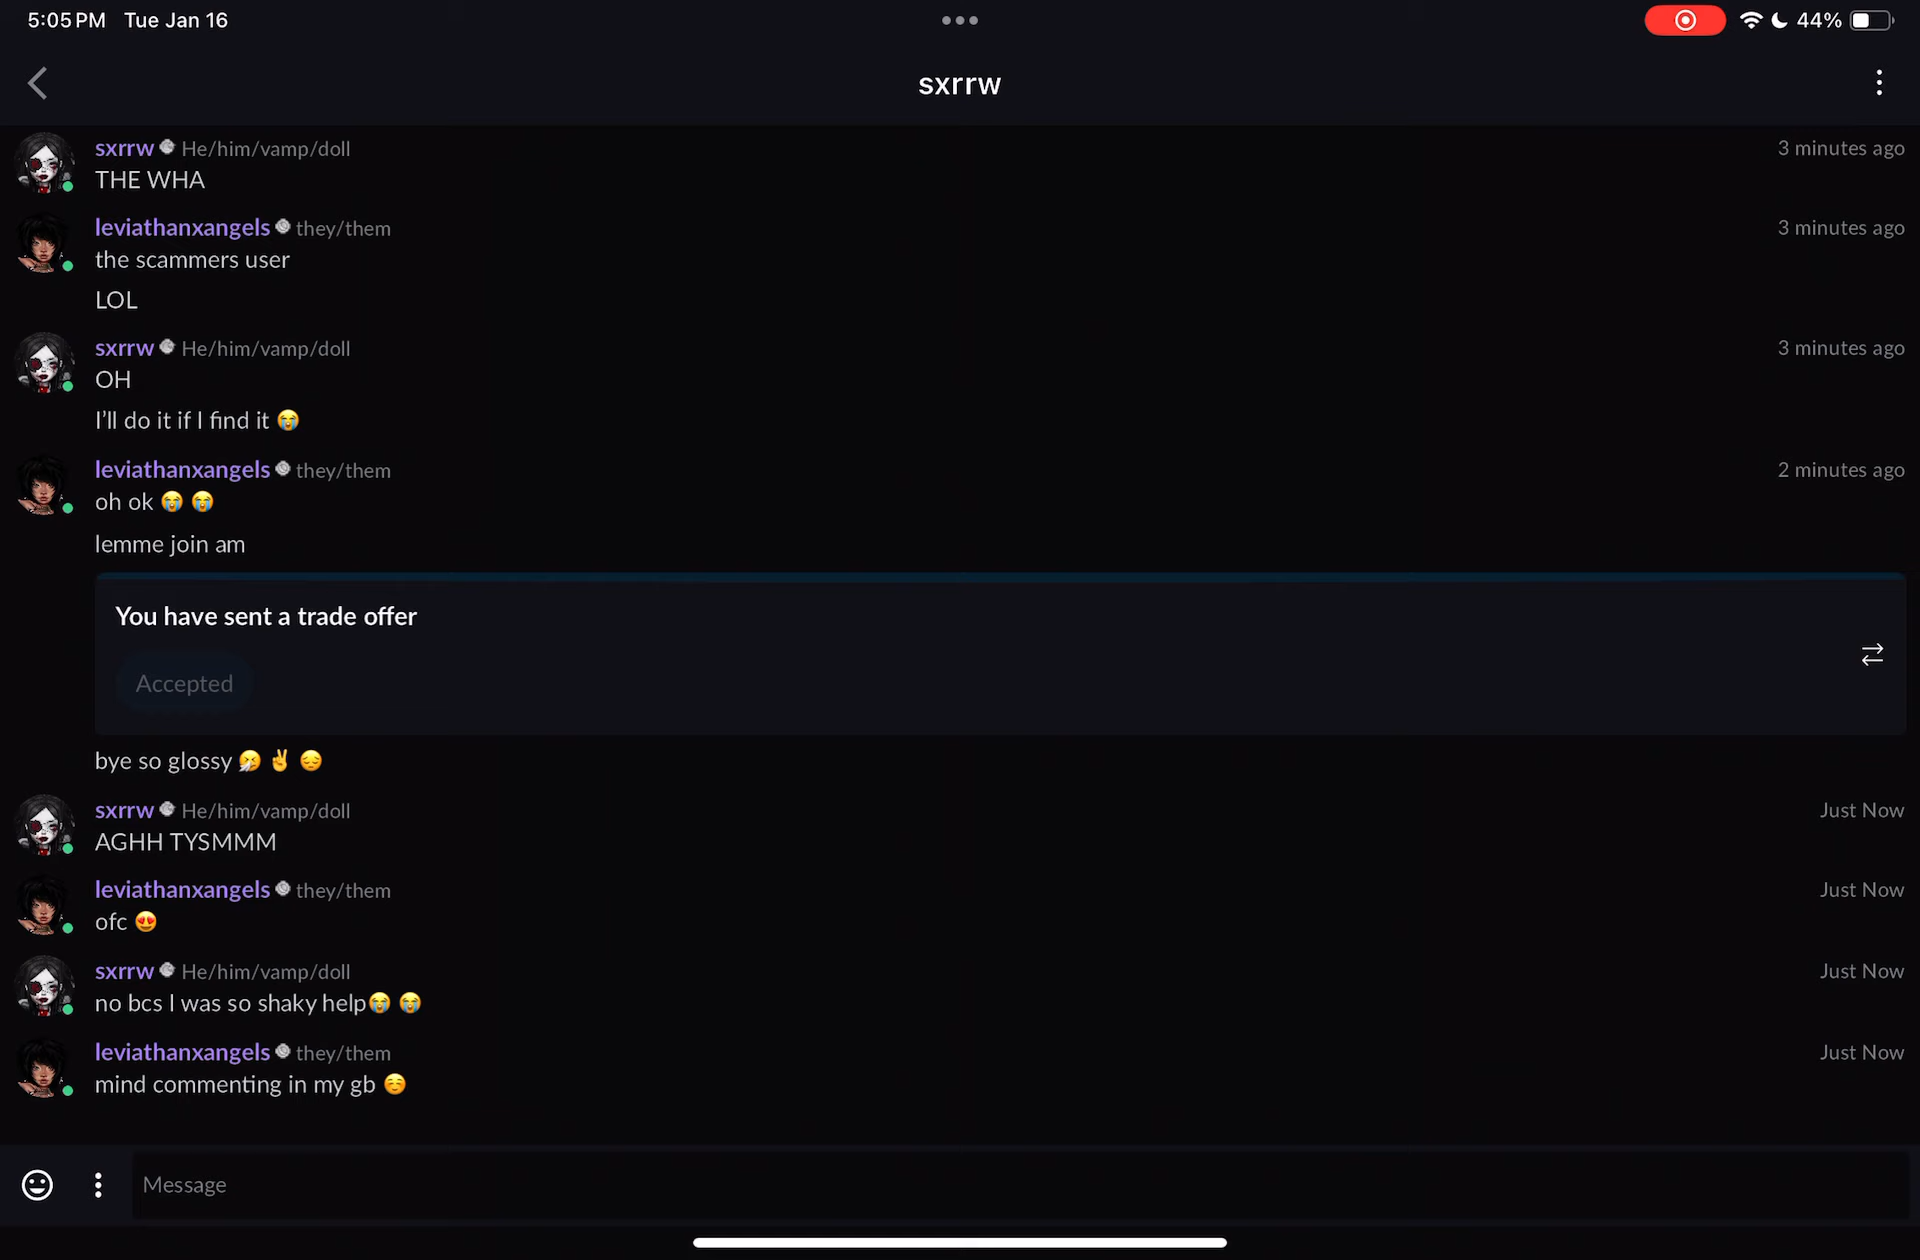 5:05 PM Tue Jan 16
44%
sxrrw
sxrrw He/him/vamp/doll 3 minutes ago
THE WHA
leviathanxangels they/them 3 minutes ago
the scammers user
LOL
sxrrw He/him/vamp/doll 3 minutes ago
OH
I'll do it if I find it 😭
leviathanxangels they/them 2 minutes ago
oh ok 😭 😭
lemme join am
You have sent a trade offer
Accepted
bye so glossy 🤧 ✌️ 😔
sxrrw He/him/vamp/doll Just Now
AGHH TYSMMM
leviathanxangels they/them Just Now
ofc 😍
sxrrw He/him/vamp/doll Just Now
no bcs I was so shaky help😭 😭
leviathanxangels they/them Just Now
mind commenting in my gb ☺️
Message